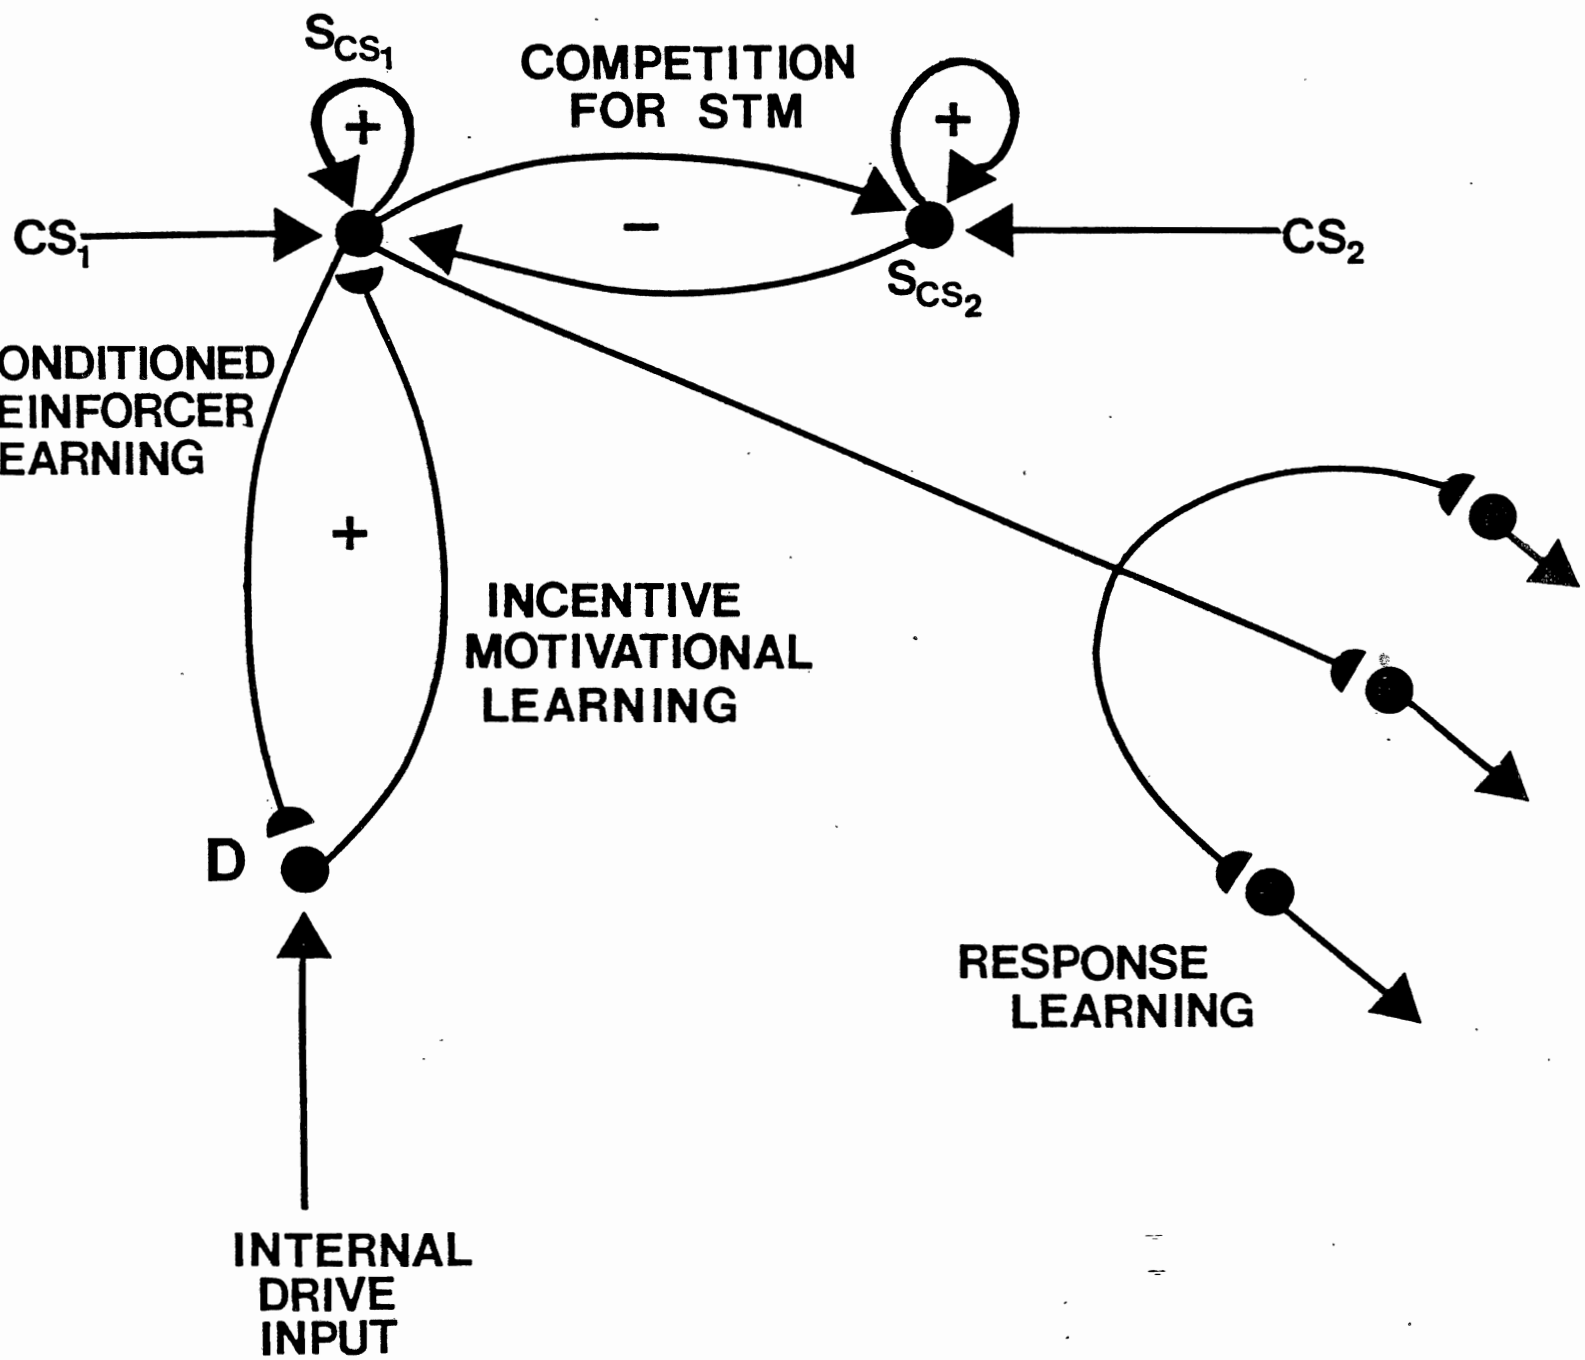 S_CS1
COMPETITION
FOR STM
+
+
CS1
−
CS2
S_CS2
ONDITIONED
EINFORCER
EARNING
+
INCENTIVE
MOTIVATIONAL
LEARNING
D
RESPONSE
LEARNING
INTERNAL
DRIVE
INPUT